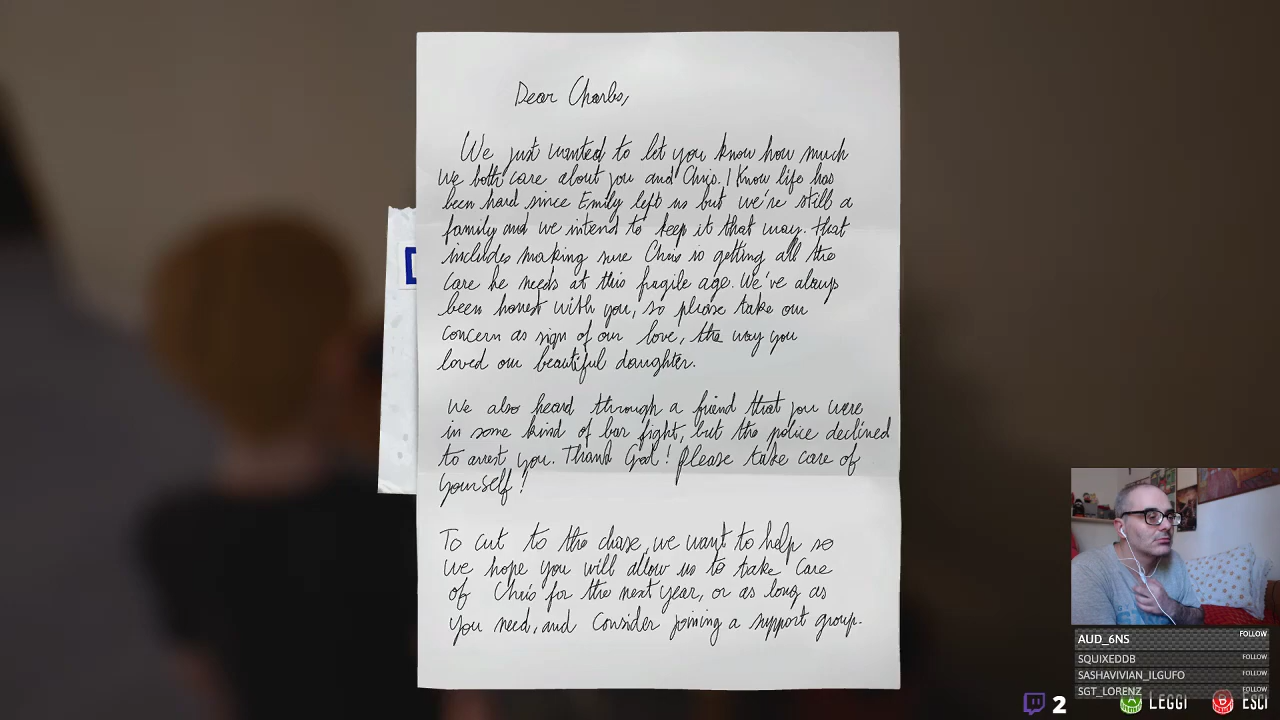 Dear Charles,
We just wanted to let you know how much
we both care about you and Chris. I Know life has
been hard since Emily left us but we're still a
family and we intend to keep it that way. That
includes making sure Chris is getting all the
care he needs at this fragile age. We've always
been honest with you, so please take our
concern as sign of our love, the way you
loved our beautiful daughter.
We also heard through a friend that you were
in some kind of bar fight, but the police declined
to arrest you. Thank God! please take care of
yourself!
To cut to the chase, we want to help so
we hope you will allow us to take care
of Chris for the next year, or as long as
you need, and consider joining a support group.
AUD_6NS FOLLOW
SQUIXEDDB FOLLOW
SASHAVIVIAN_ILGUFO FOLLOW
SGT_LORENZ FOLLOW
2 A LEGGI B ESCI